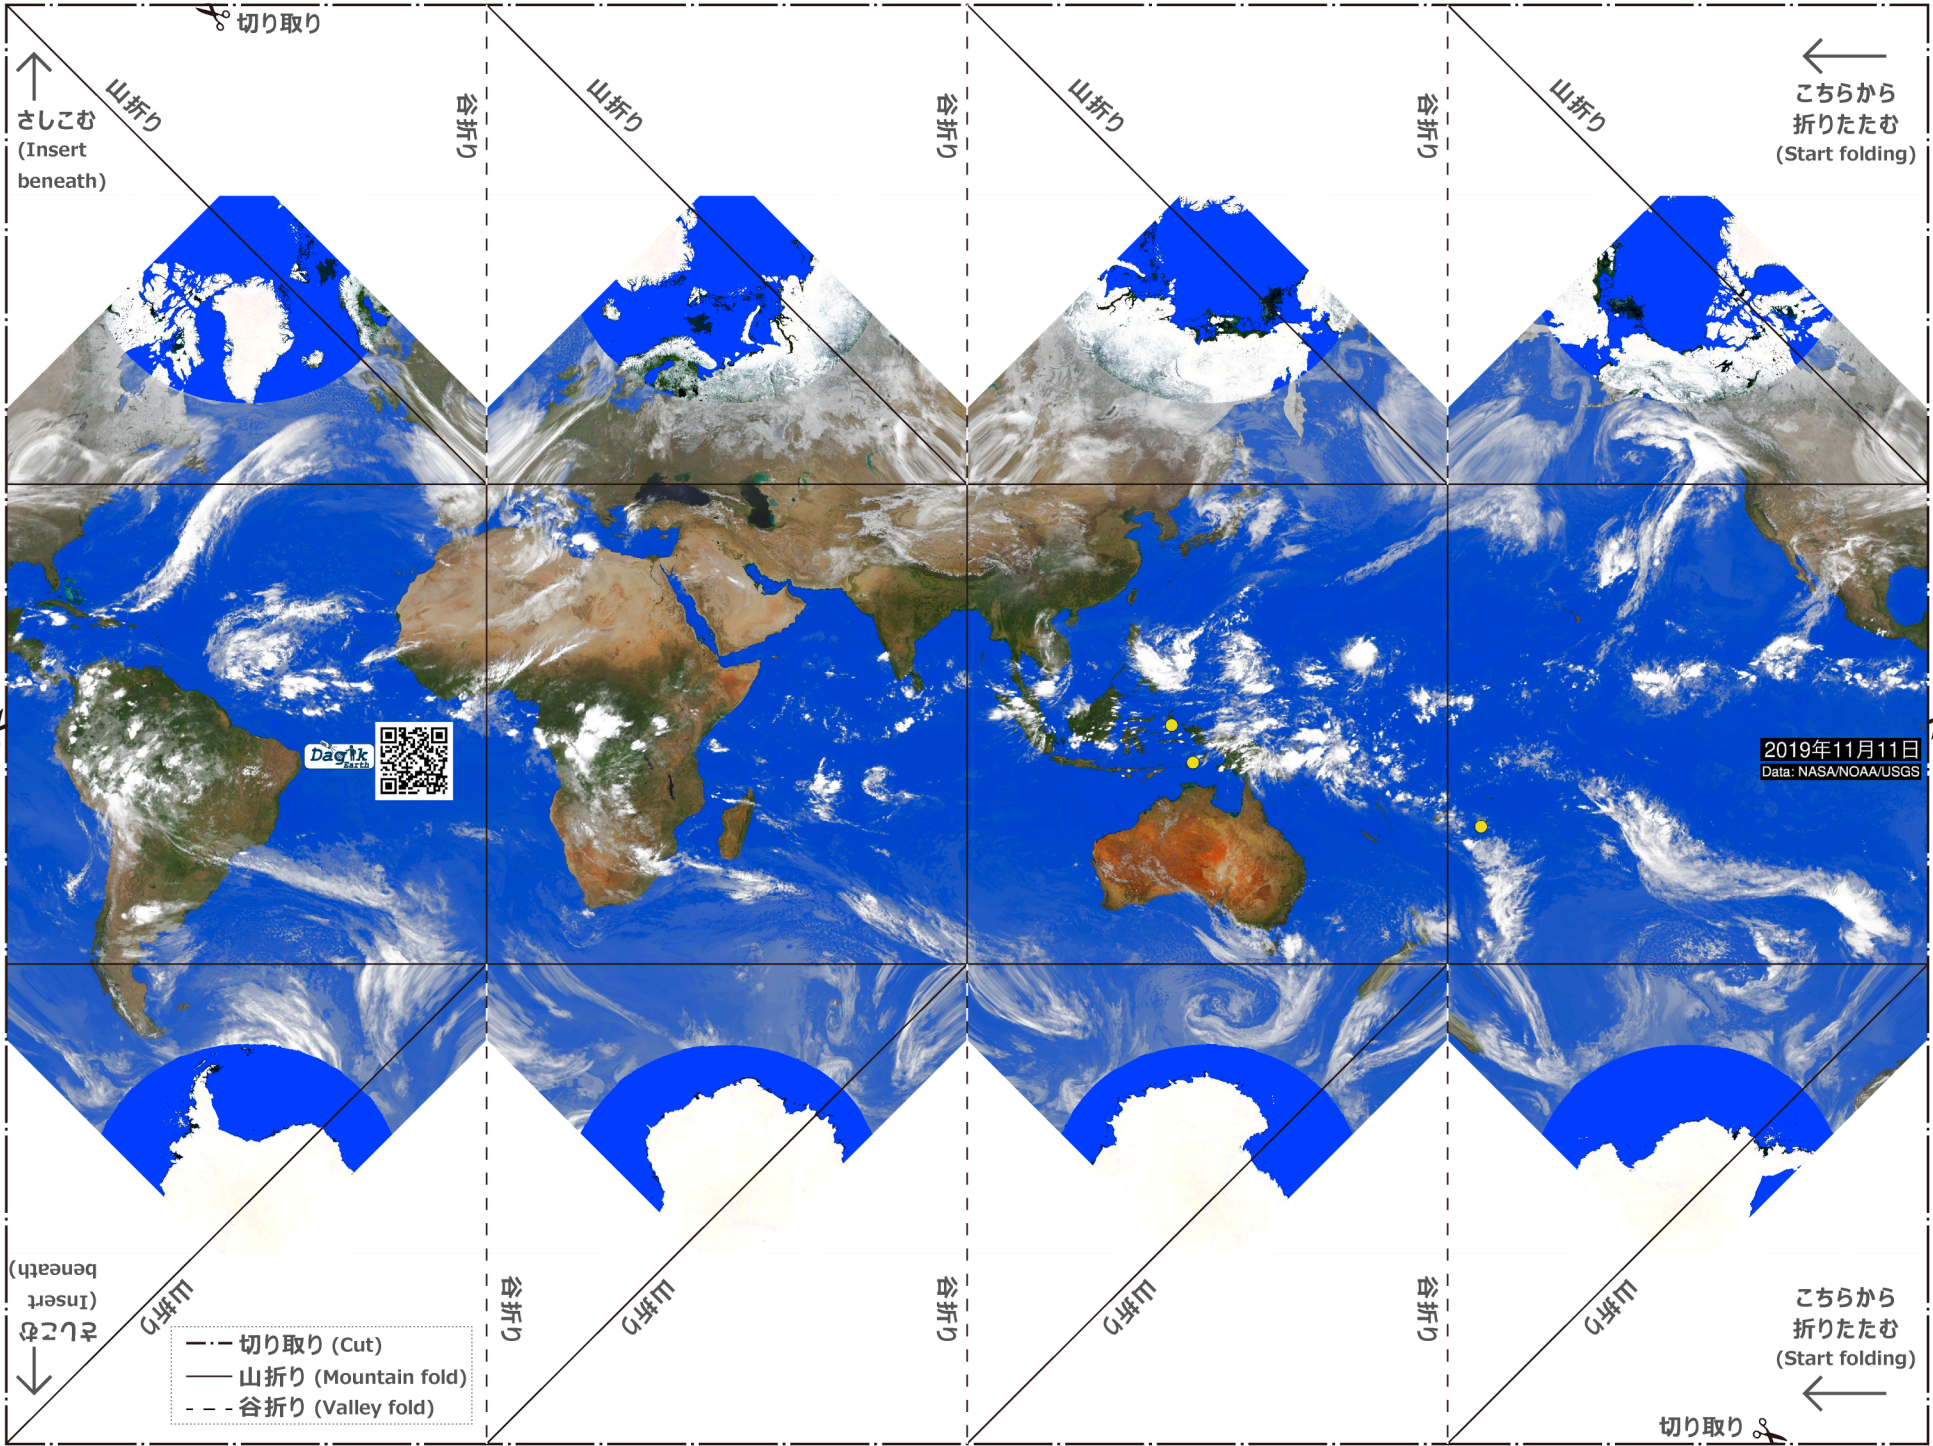 切り取り
山折り
谷折り
山折り
谷折り
山折り
谷折り
山折り
さしこむ
(Insert
beneath)
こちらから
折りたたむ
(Start folding)
Dagik
Earth
2019年11月11日
Data: NASA/NOAA/USGS
さしこむ
(Insert
beneath)
山折り
谷折り
山折り
谷折り
山折り
谷折り
山折り
こちらから
折りたたむ
(Start folding)
切り取り (Cut)
山折り (Mountain fold)
谷折り (Valley fold)
切り取り